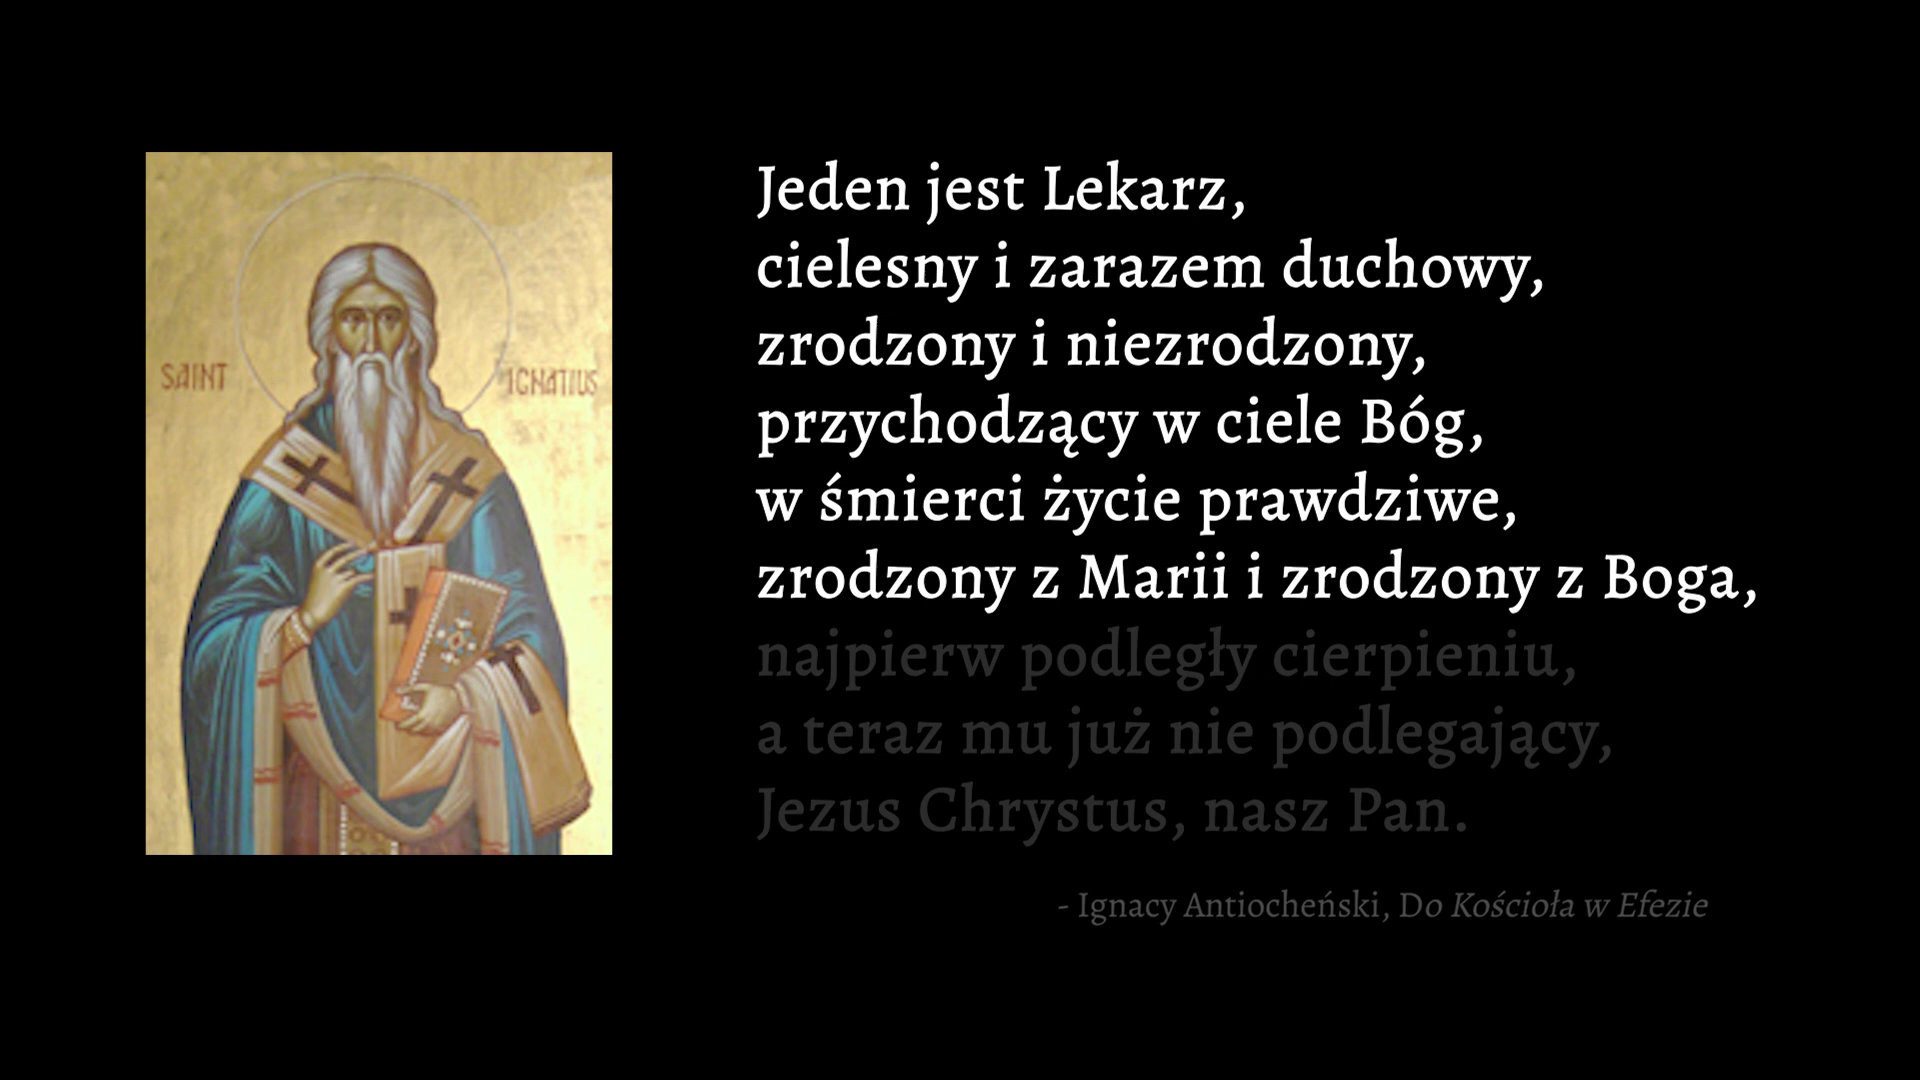 SAINT IGNATIUS
Jeden jest Lekarz,
cielesny i zarazem duchowy,
zrodzony i niezrodzony,
przychodzący w ciele Bóg,
w śmierci życie prawdziwe,
zrodzony z Marii i zrodzony z Boga,
najpierw podległy cierpieniu,
a teraz mu już nie podlegający,
Jezus Chrystus, nasz Pan.
- Ignacy Antiocheński, Do Kościoła w Efezie